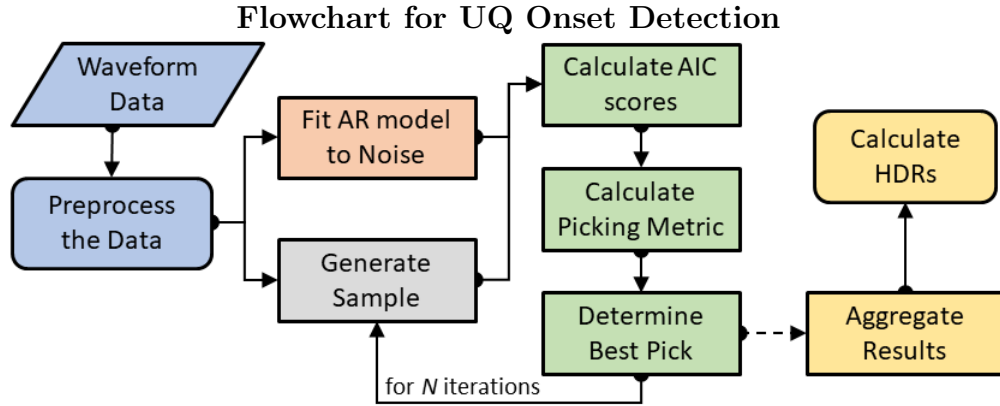 Flowchart for UQ Onset Detection
Waveform
Data
Preprocess
the Data
Fit AR model
to Noise
Generate
Sample
for N iterations
Calculate AIC
scores
Calculate
Picking Metric
Determine
Best Pick
Aggregate
Results
Calculate
HDRs